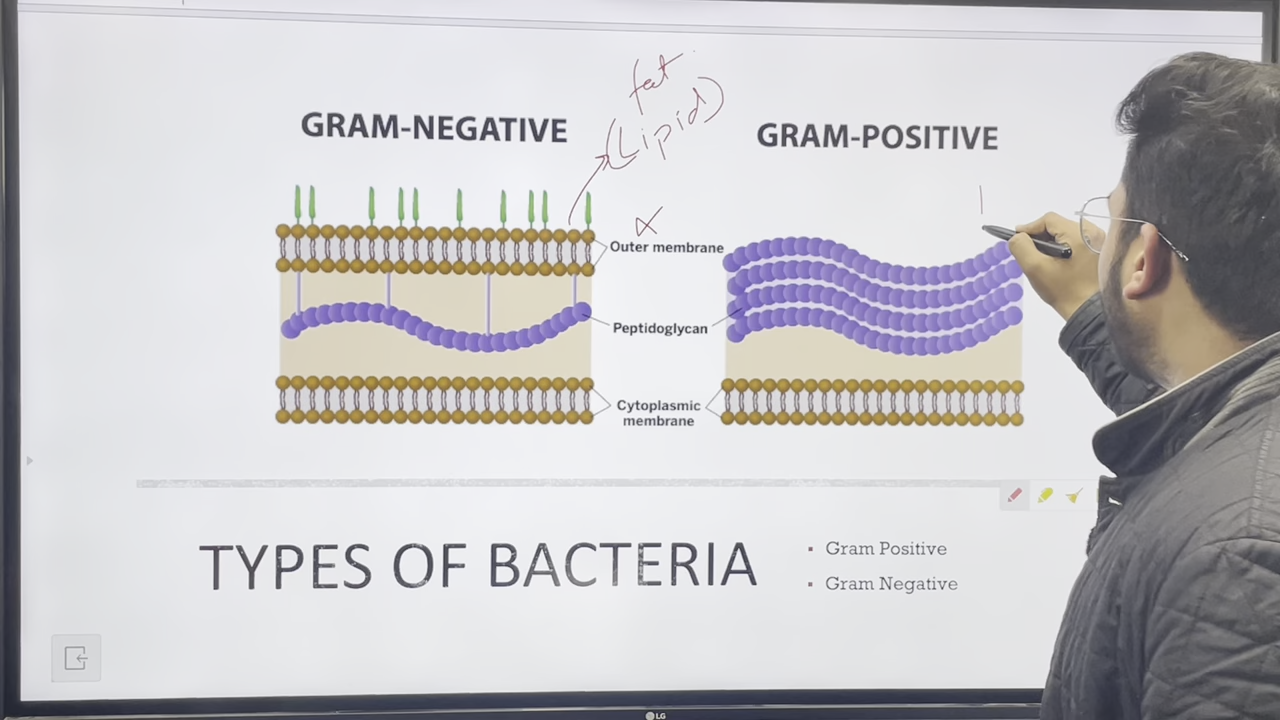 fat
(Lipid)
GRAM-NEGATIVE
GRAM-POSITIVE
Outer membrane
Peptidoglycan
Cytoplasmic
membrane
TYPES OF BACTERIA
▪ Gram Positive
▪ Gram Negative
LG